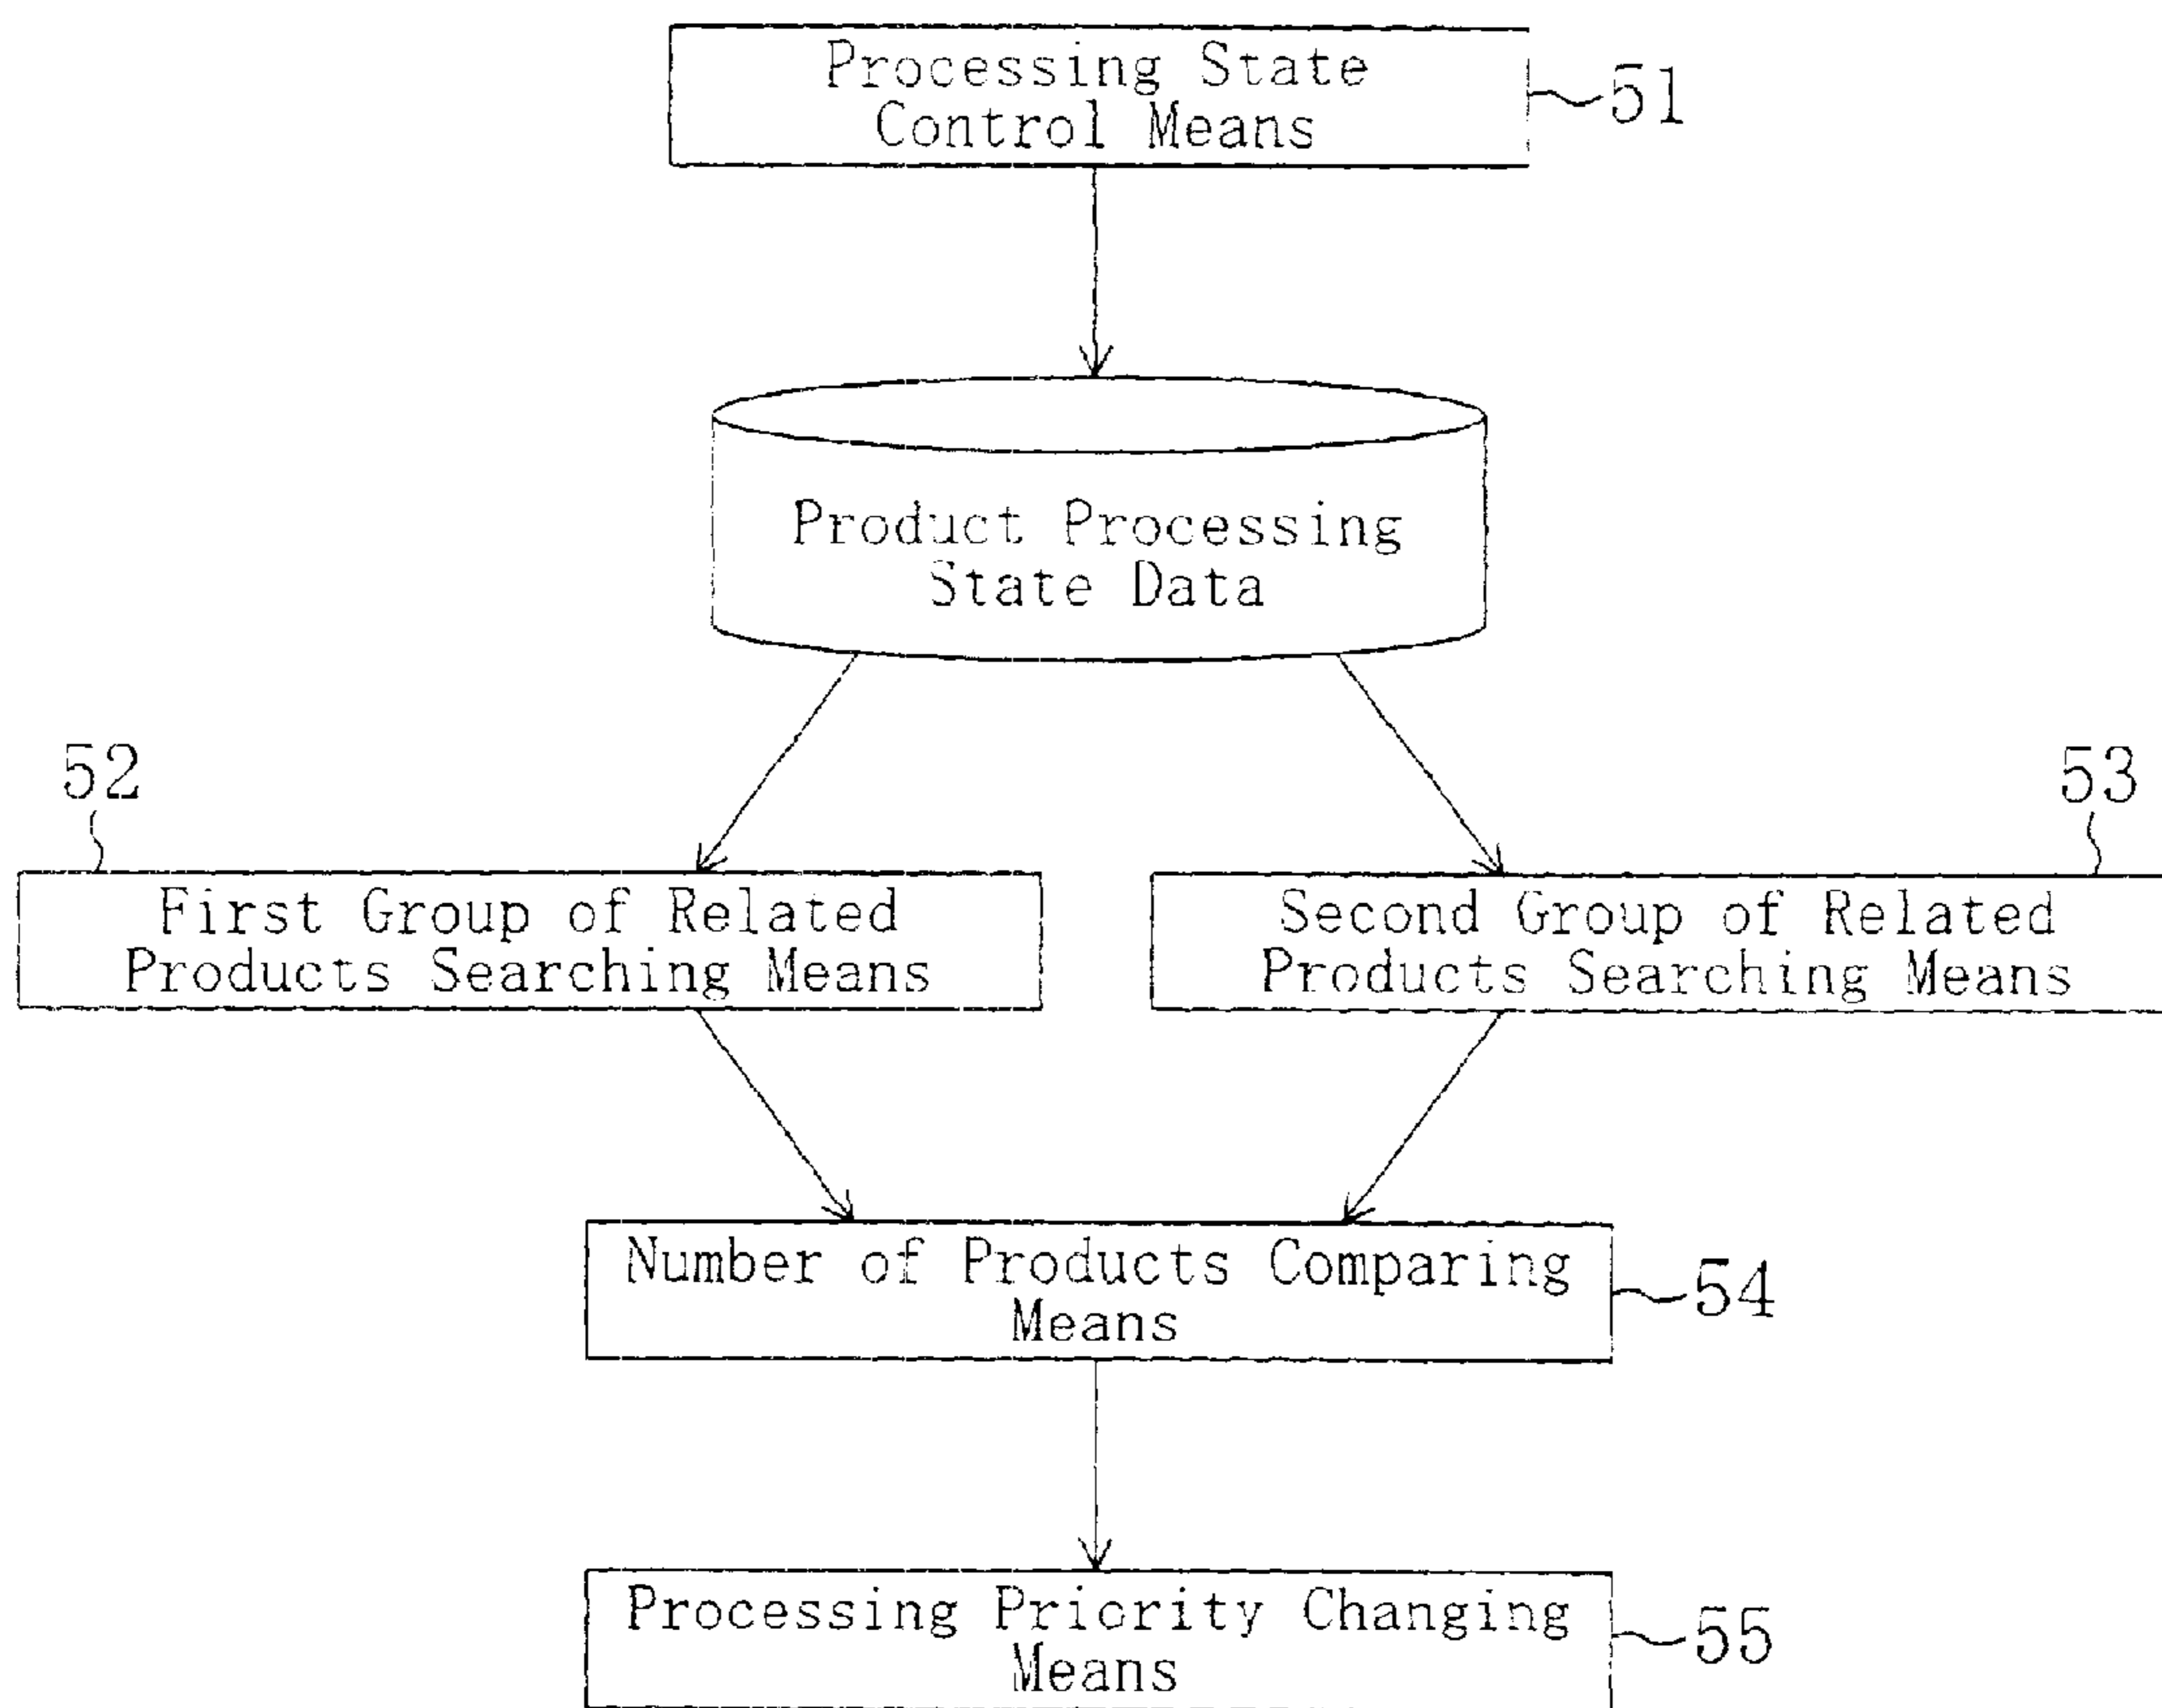 Processing State
Control Means
51
Product Processing
State Data
52
53
First Group of Related
Products Searching Means
Second Group of Related
Products Searching Means
Number of Products Comparing
Means
54
Processing Priority Changing
Means
55